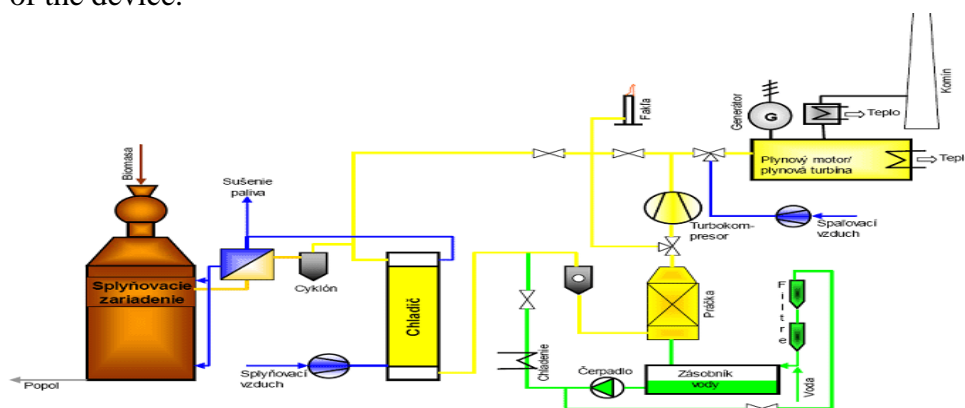 of the device.
Biomasa
Sušenie
paliva
Splyňovacie
zariadenie
Popol
Cyklón
Splyňovací
vzduch
Chladič
Chladenie
Čerpadlo
Fakla
Turbokom-
presor
Práčka
Zásobník
vody
Voda
Filtre
Generátor
G
Teplo
Komín
Plynový motor/
plynová turbína
Tepl
Spaľovací
vzduch